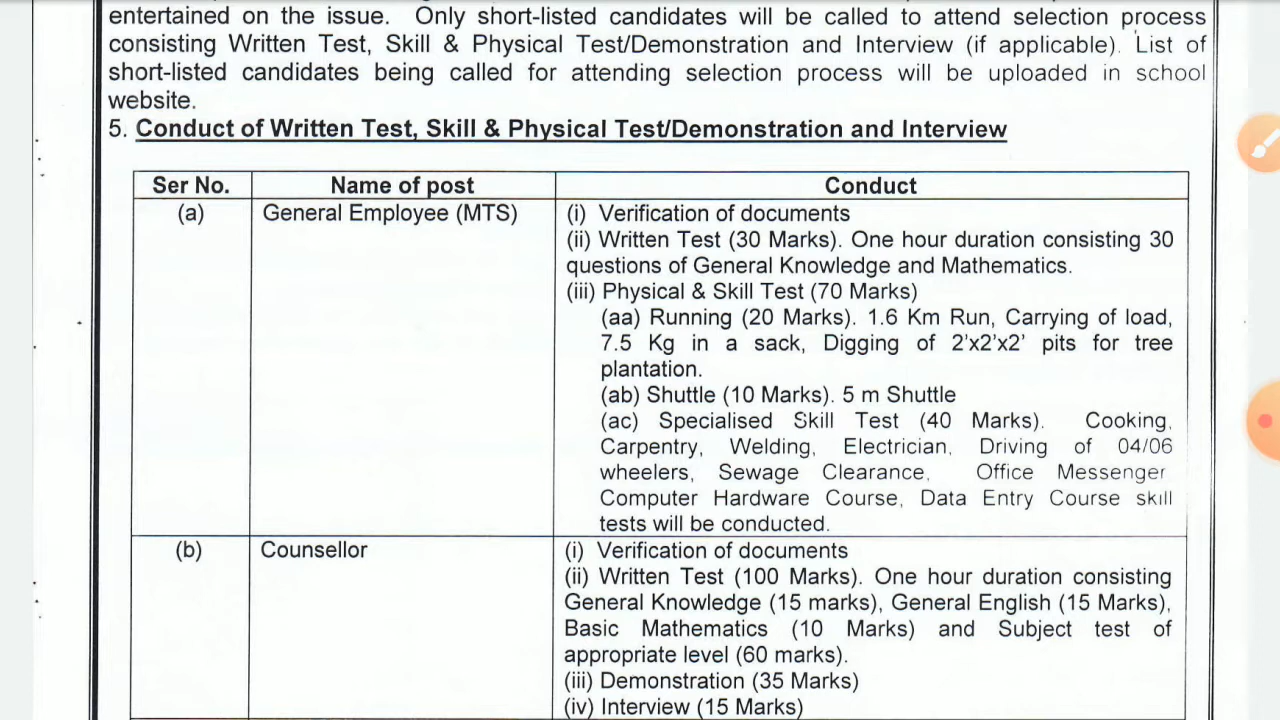 entertained on the issue. Only short-listed candidates will be called to attend selection process
consisting Written Test, Skill & Physical Test/Demonstration and Interview (if applicable). List of
short-listed candidates being called for attending selection process will be uploaded in school
website.
5. Conduct of Written Test, Skill & Physical Test/Demonstration and Interview
Ser No. Name of post Conduct
(a) General Employee (MTS) (i) Verification of documents
(ii) Written Test (30 Marks). One hour duration consisting 30
questions of General Knowledge and Mathematics.
(iii) Physical & Skill Test (70 Marks)
(aa) Running (20 Marks). 1.6 Km Run, Carrying of load,
7.5 Kg in a sack, Digging of 2'x2'x2' pits for tree
plantation.
(ab) Shuttle (10 Marks). 5 m Shuttle
(ac) Specialised Skill Test (40 Marks). Cooking,
Carpentry, Welding, Electrician, Driving of 04/06
wheelers, Sewage Clearance, Office Messenger
Computer Hardware Course, Data Entry Course skill
tests will be conducted.
(b) Counsellor (i) Verification of documents
(ii) Written Test (100 Marks). One hour duration consisting
General Knowledge (15 marks), General English (15 Marks),
Basic Mathematics (10 Marks) and Subject test of
appropriate level (60 marks).
(iii) Demonstration (35 Marks)
(iv) Interview (15 Marks)